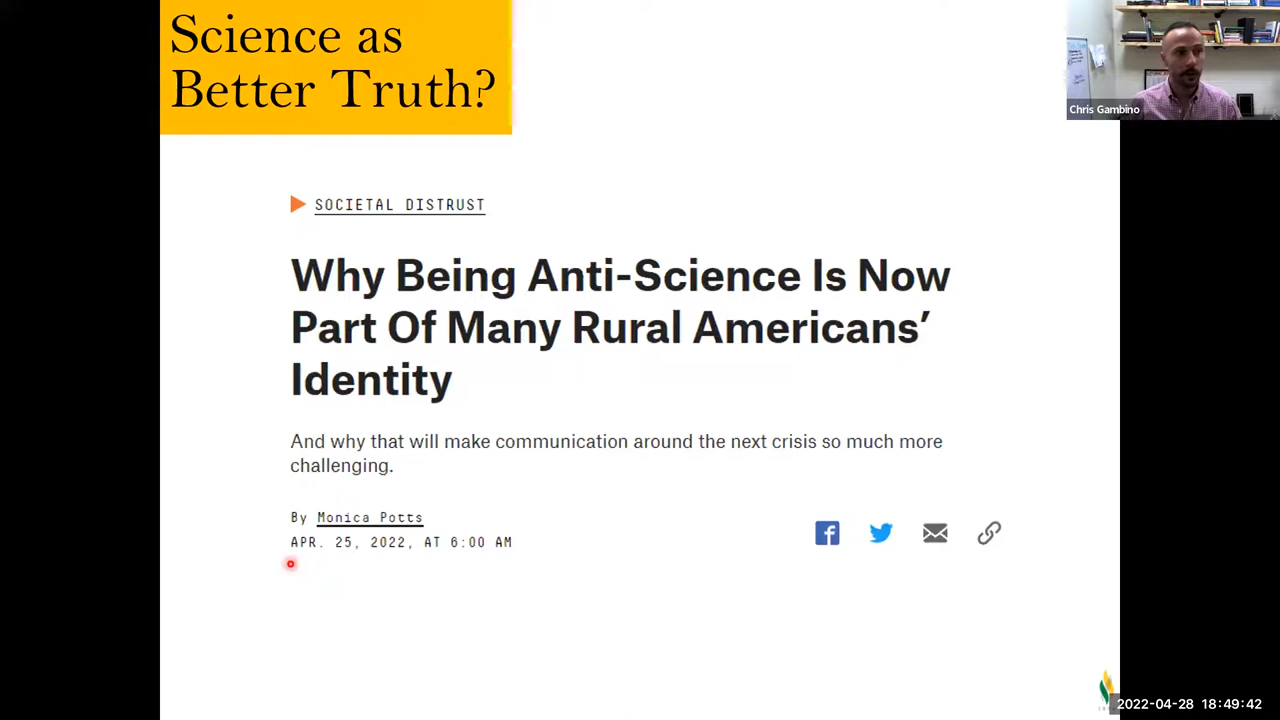 Science as
Better Truth?
Chris Gambino
SOCIETAL DISTRUST
Why Being Anti-Science Is Now
Part Of Many Rural Americans’
Identity
And why that will make communication around the next crisis so much more
challenging.
By Monica Potts
APR. 25, 2022, AT 6:00 AM
2022-04-28 18:49:42